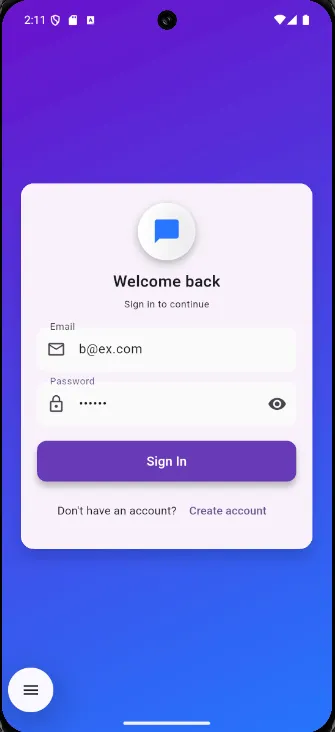 2:11
Welcome back
Sign in to continue
Email
b@ex.com
Password
••••••
Sign In
Don't have an account? Create account